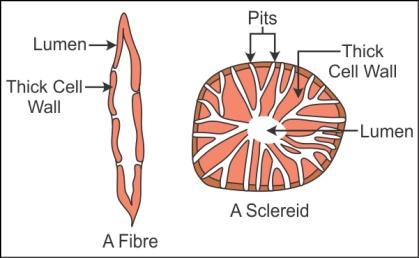 Lumen
Thick Cell
Wall
A Fibre
Pits
Thick
Cell Wall
Lumen
A Sclereid